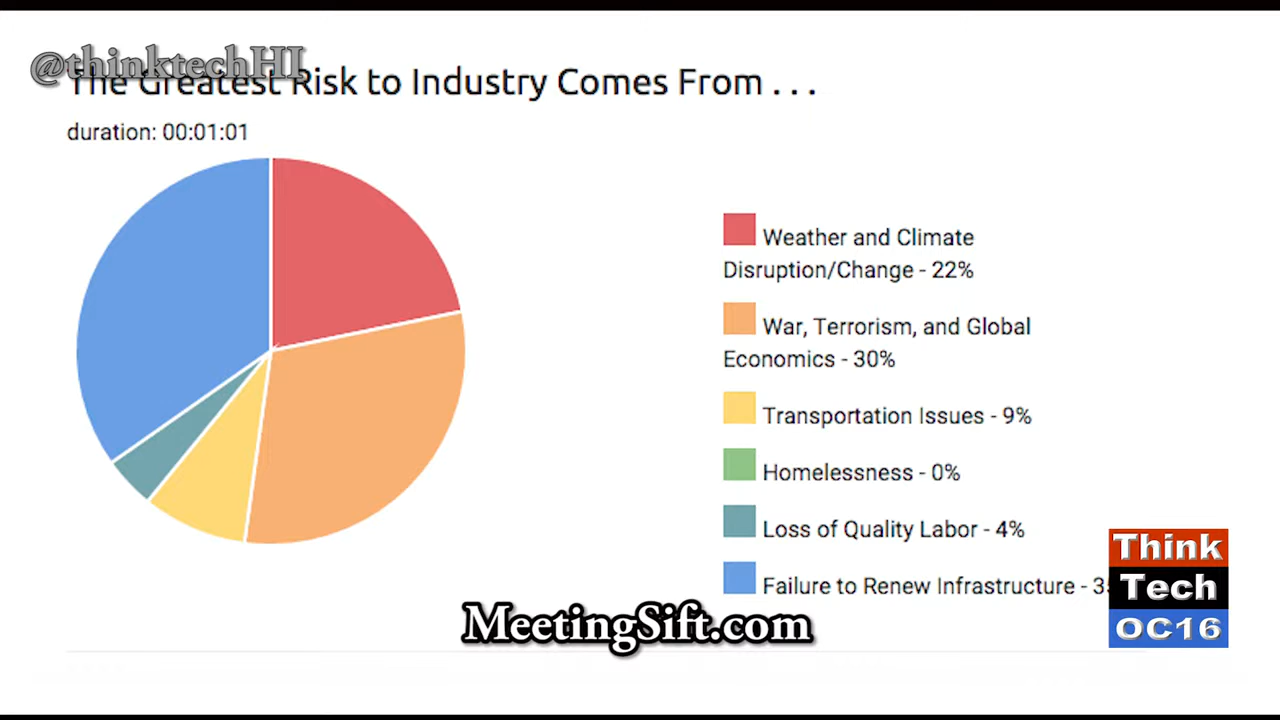 @thinktechHI
The Greatest Risk to Industry Comes From . . .
duration: 00:01:01
Weather and Climate
Disruption/Change - 22%
War, Terrorism, and Global
Economics - 30%
Transportation Issues - 9%
Homelessness - 0%
Loss of Quality Labor - 4%
Failure to Renew Infrastructure -
MeetingSift.com
Think
Tech
OC16